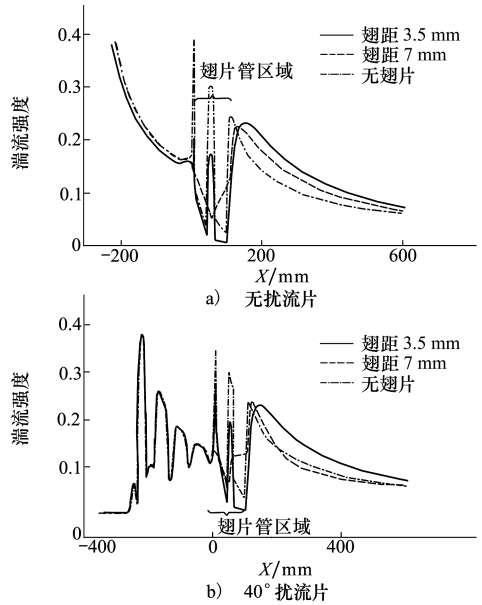 0.4
0.3
0.2
0.1
0
湍流强度
翅距 3.5 mm
翅距 7 mm
无翅片
翅片管区域
-200
200
600
X/mm
a) 无扰流片
0.4
0.3
0.2
0.1
0
湍流强度
翅距 3.5 mm
翅距 7 mm
无翅片
翅片管区域
-400
0
400
X/mm
b) 40°扰流片